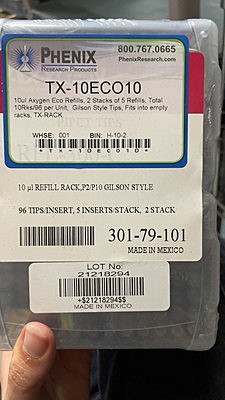 PHENIX
RESEARCH PRODUCTS
800.767.0665
PhenixResearch.com
TX-10ECO10
10ul Axygen Eco Refills, 2 Stacks of 5 Refills, Total
10Rks/96 per Unit, Gilson Style Tips, Fits into empty
racks, TX-RACK
WHSE: 001 BIN: H-10-2
*TX-10ECO10*
10 µl REFILL RACK,P2/P10 GILSON STYLE
96 TIPS/INSERT, 5 INSERTS/STACK, 2 STACK
301-79-101
MADE IN MEXICO
LOT No:
21218294
+$21218294$$
MADE IN MEXICO